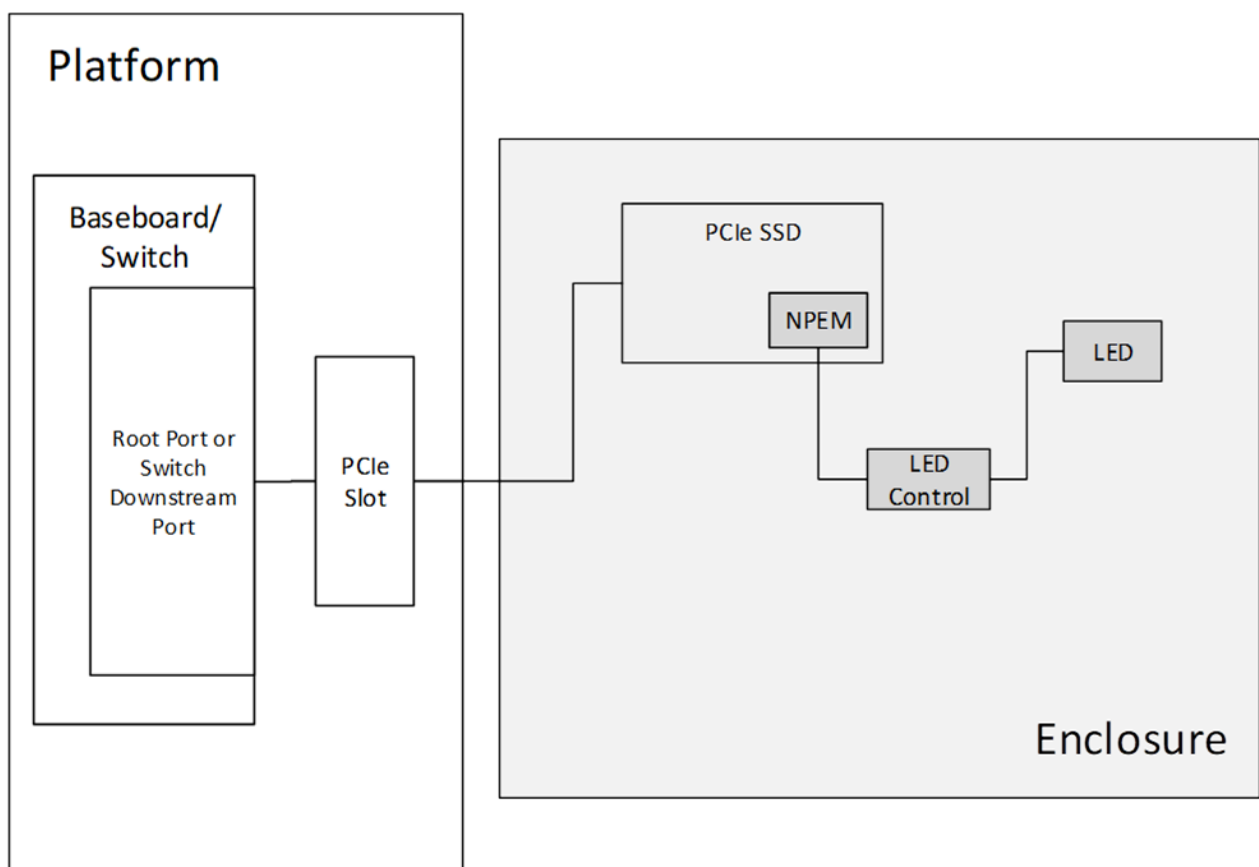 Platform
Baseboard/
Switch
Root Port or
Switch
Downstream
Port
PCIe
Slot
PCIe SSD
NPEM
LED
Control
LED
Enclosure